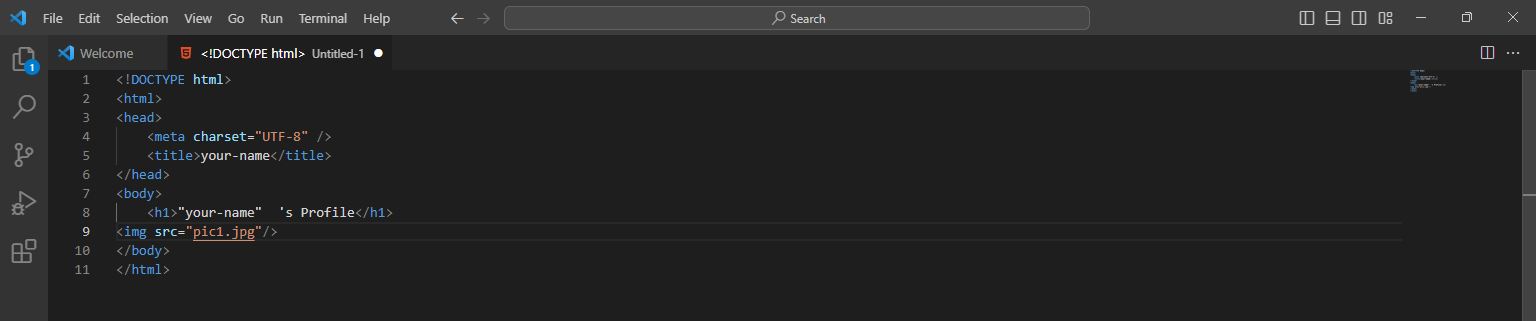 File Edit Selection View Go Run Terminal Help Search
1 Welcome <!DOCTYPE html> Untitled-1
1 <!DOCTYPE html>
2 <html>
3 <head>
4 <meta charset="UTF-8" />
5 <title>your-name</title>
6 </head>
7 <body>
8 <h1>"your-name"  's Profile</h1>
9 <img src="pic1.jpg"/>
10 </body>
11 </html>